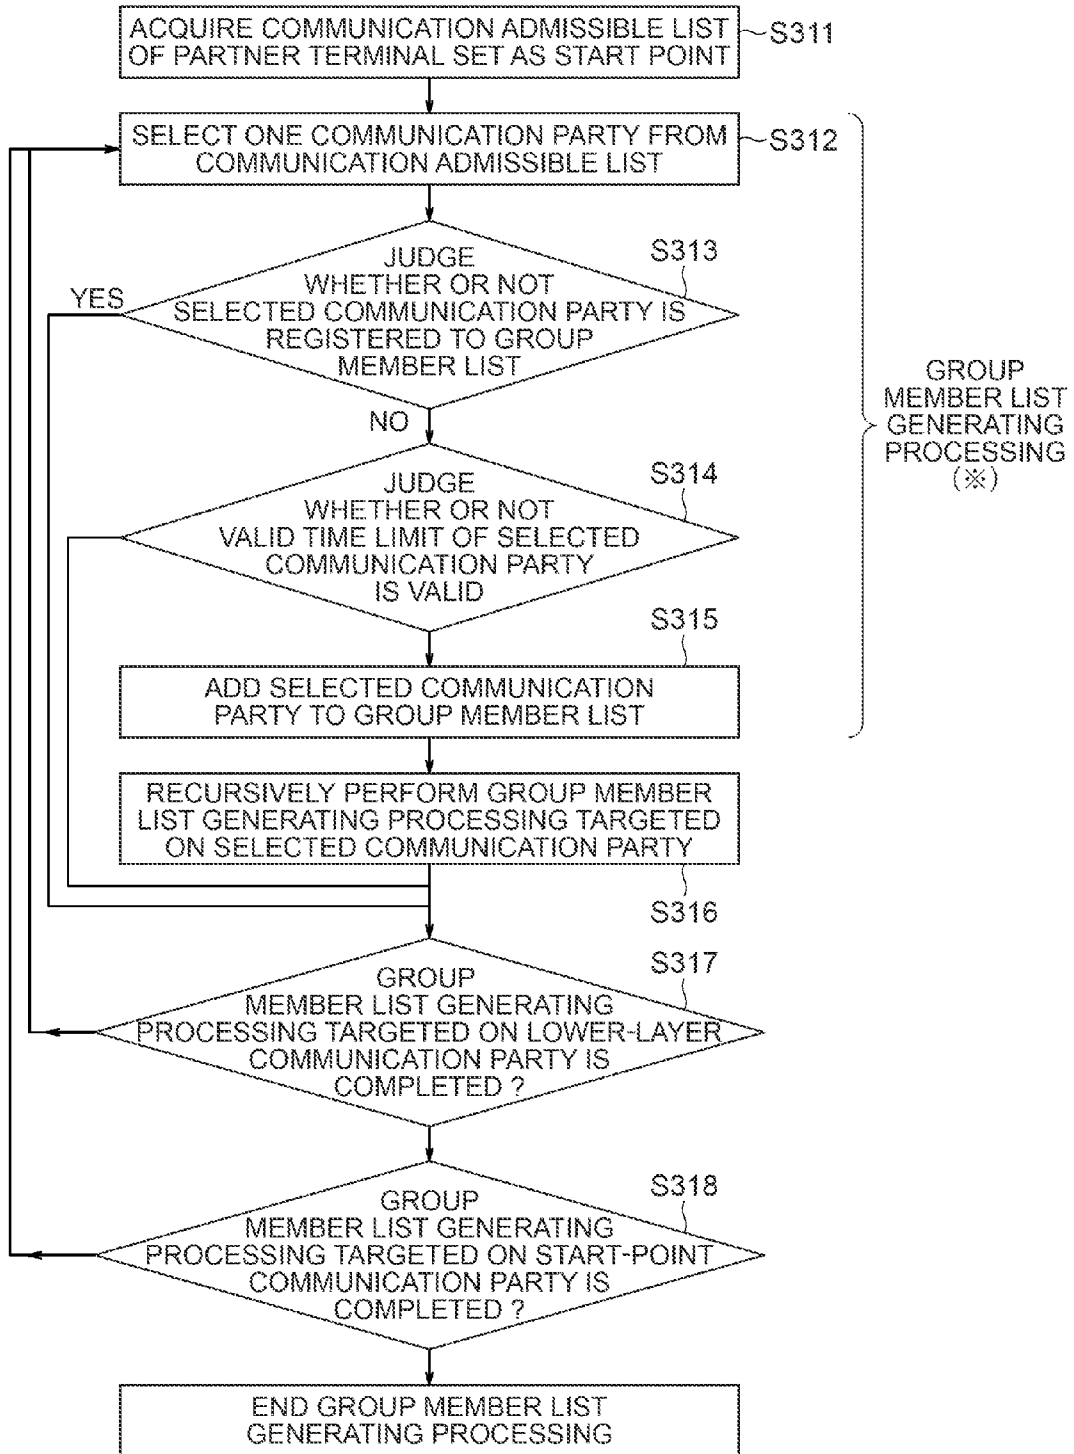 ACQUIRE COMMUNICATION ADMISSIBLE LIST
OF PARTNER TERMINAL SET AS START POINT
S311
SELECT ONE COMMUNICATION PARTY FROM
COMMUNICATION ADMISSIBLE LIST
S312
JUDGE
WHETHER OR NOT
SELECTED COMMUNICATION PARTY IS
REGISTERED TO GROUP
MEMBER LIST
S313
YES
NO
JUDGE
WHETHER OR NOT
VALID TIME LIMIT OF SELECTED
COMMUNICATION PARTY
IS VALID
S314
GROUP
MEMBER LIST
GENERATING
PROCESSING
(※)
S315
ADD SELECTED COMMUNICATION
PARTY TO GROUP MEMBER LIST
RECURSIVELY PERFORM GROUP MEMBER
LIST GENERATING PROCESSING TARGETED
ON SELECTED COMMUNICATION PARTY
S316
GROUP
MEMBER LIST GENERATING
PROCESSING TARGETED ON LOWER-LAYER
COMMUNICATION PARTY IS
COMPLETED ?
S317
GROUP
MEMBER LIST GENERATING
PROCESSING TARGETED ON START-POINT
COMMUNICATION PARTY IS
COMPLETED ?
S318
END GROUP MEMBER LIST
GENERATING PROCESSING